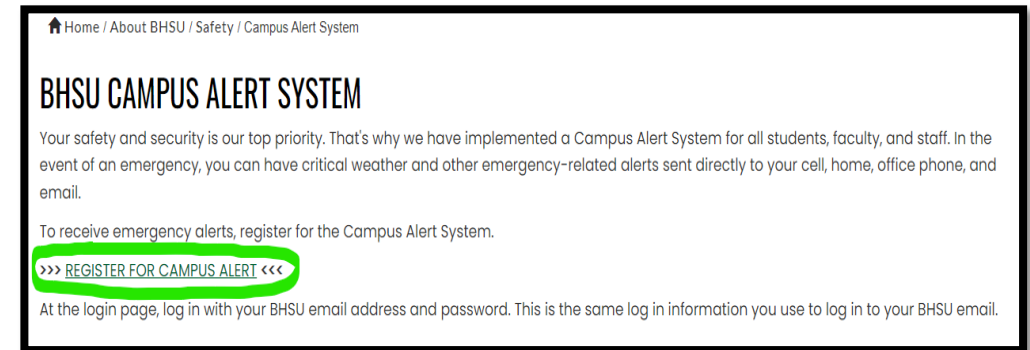 Home / About BHSU / Safety / Campus Alert System
BHSU CAMPUS ALERT SYSTEM
Your safety and security is our top priority. That's why we have implemented a Campus Alert System for all students, faculty, and staff. In the
event of an emergency, you can have critical weather and other emergency-related alerts sent directly to your cell, home, office phone, and
email.
To receive emergency alerts, register for the Campus Alert System.
>>> REGISTER FOR CAMPUS ALERT <<<
At the login page, log in with your BHSU email address and password. This is the same log in information you use to log in to your BHSU email.